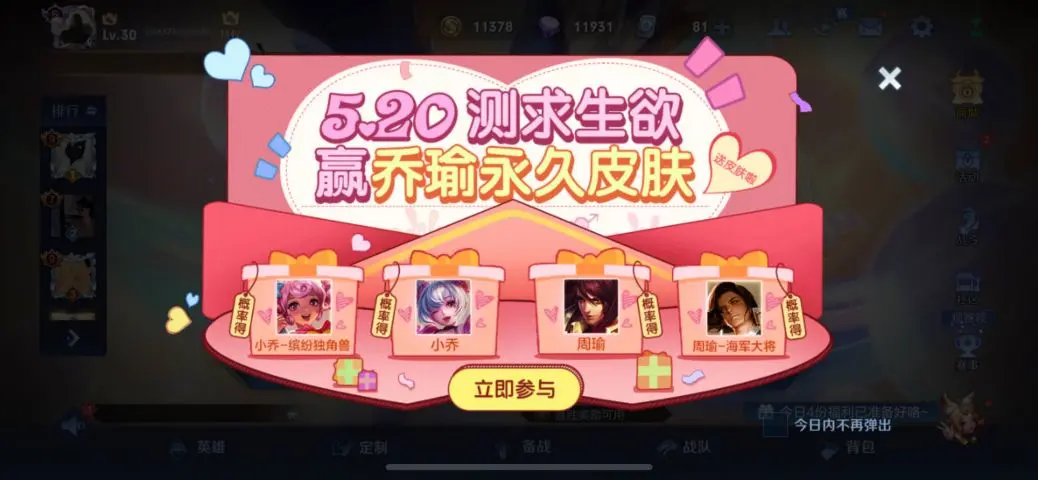 Lv.30
11378
11931
81
5.20 测求生欲
赢乔瑜永久皮肤
送皮肤啦
排行
活动
概率得
小乔-缤纷独角兽
概率得
小乔
概率得
周瑜
概率得
周瑜-海军大将
立即参与
今日4份福利已准备好咯~
今日内不再弹出
英雄
定制
备战
战队
背包